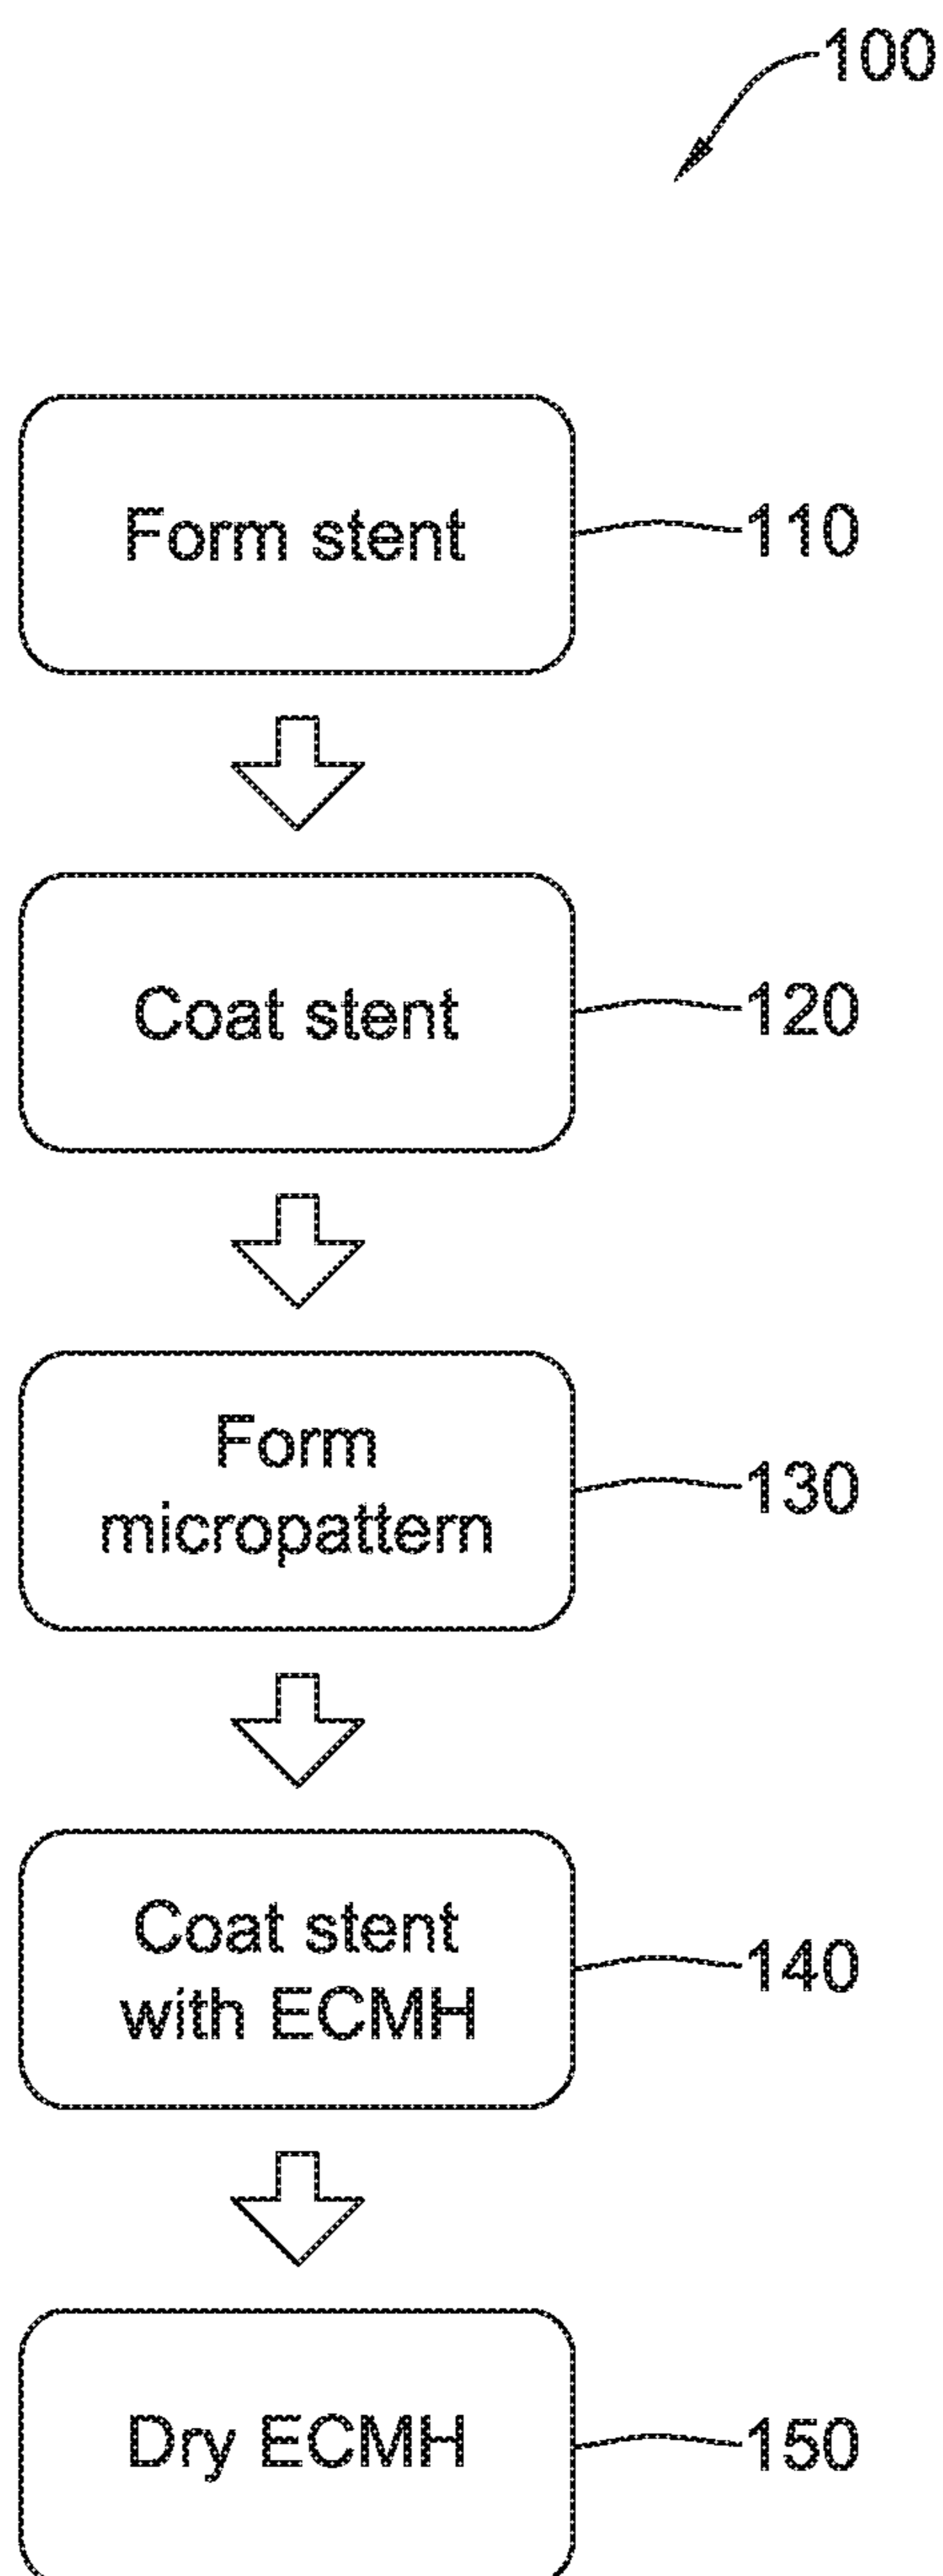 100
Form stent
110
Coat stent
120
Form
micropattern
130
Coat stent
with ECMH
140
Dry ECMH
150